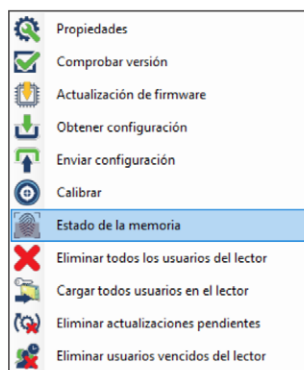 Propiedades
Comprobar versión
Actualización de firmware
Obtener configuración
Enviar configuración
Calibrar
Estado de la memoria
Eliminar todos los usuarios del lector
Cargar todos usuarios en el lector
Eliminar actualizaciones pendientes
Eliminar usuarios vencidos del lector